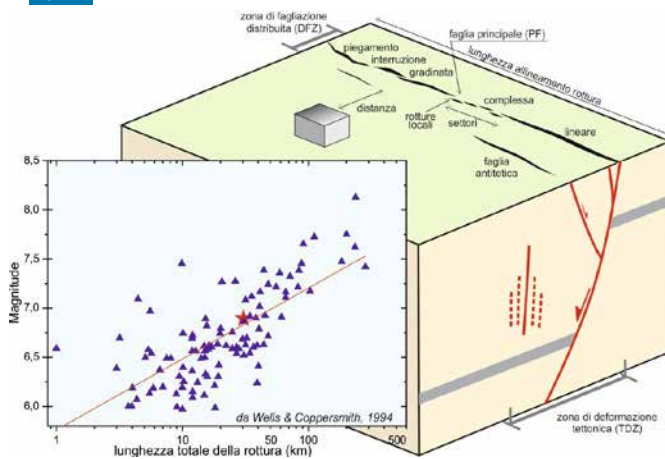 zona di fagliazione
distribuita (DFZ)
faglia principale (PF)
lunghezza allineamento rottura
piegamento
interruzione
gradinata
distanza
rotture
locali
settori
complessa
lineare
faglia
antitetica
8,5
8,0
7,5
7,0
6,5
6,0
Magnitude
da Wells & Coppersmith, 1994
1
10
50
100
500
lunghezza totale della rottura (km)
zona di deformazione
tettonica (TDZ)